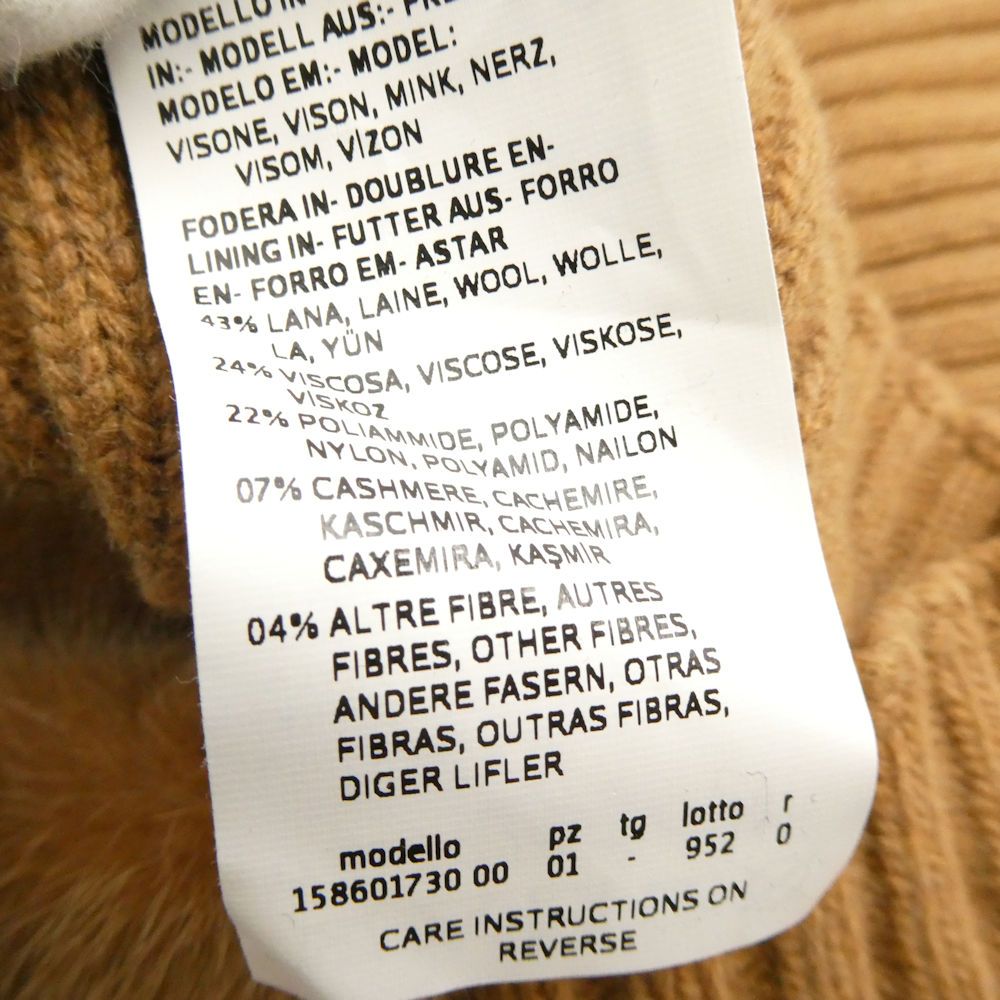 MODELLO IN
IN:- MODELL AUS:-
MODELO EM:- MODEL:
VISONE, VISON, MINK, NERZ,
VISOM, VİZON
FODERA IN- DOUBLURE EN-
LINING IN- FUTTER AUS- FORRO
EN- FORRO EM- ASTAR
43% LANA, LAINE, WOOL, WOLLE,
LA, YÜN
24% VISCOSA, VISCOSE, VISKOSE,
VISKOZ
22% POLIAMMIDE, POLYAMIDE,
NYLON, POLYAMID, NAILON
07% CASHMERE, CACHEMIRE,
KASCHMIR, CACHEMIRA,
CAXEMIRA, KAŞMIR
04% ALTRE FIBRE, AUTRES
FIBRES, OTHER FIBRES,
ANDERE FASERN, OTRAS
FIBRAS, OUTRAS FIBRAS,
DIGER LIFLER
modello pz tg lotto r
158601730 00 01 - 952 0
CARE INSTRUCTIONS ON
REVERSE